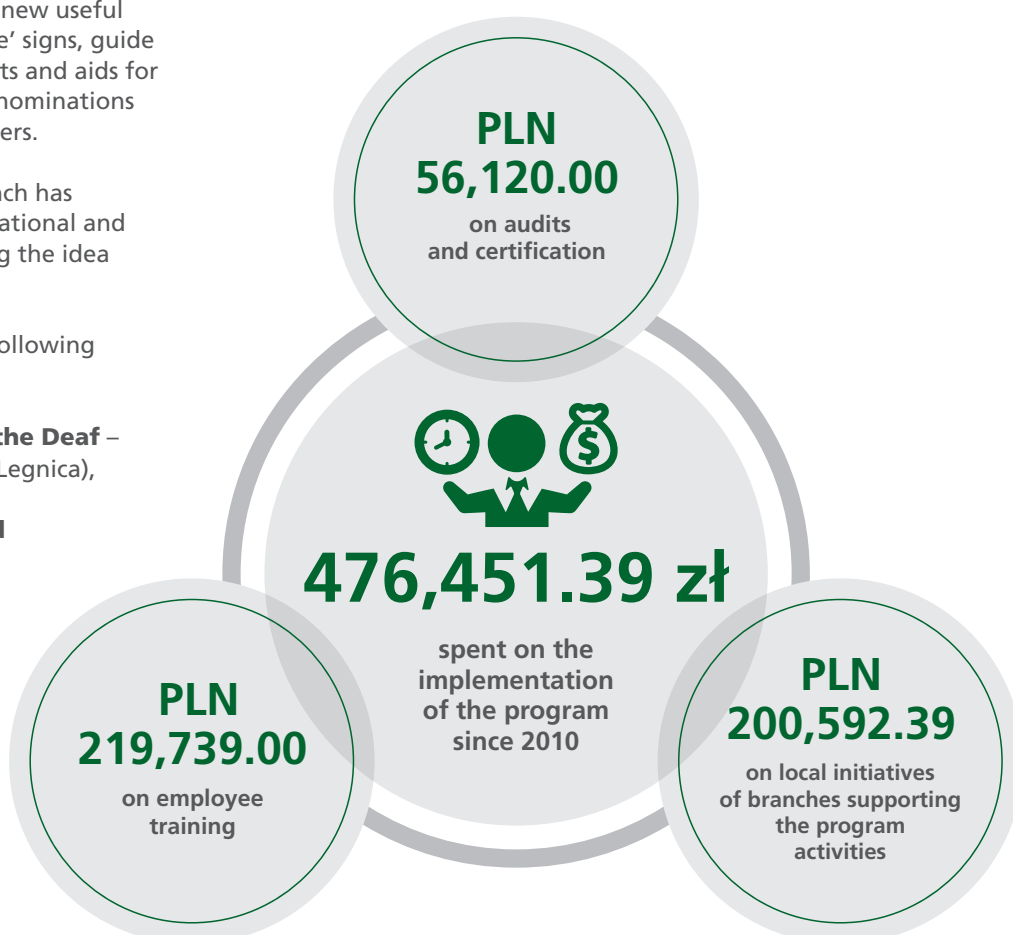 new useful
e’ signs, guide
ts and aids for
nominations
ers.
ach has
ational and
g the idea
ollowing
the Deaf –
Legnica),
PLN
56,120.00
on audits
and certification
$
476,451.39 zł
spent on the
implementation
of the program
since 2010
PLN
219,739.00
on employee
training
PLN
200,592.39
on local initiatives
of branches supporting
the program
activities